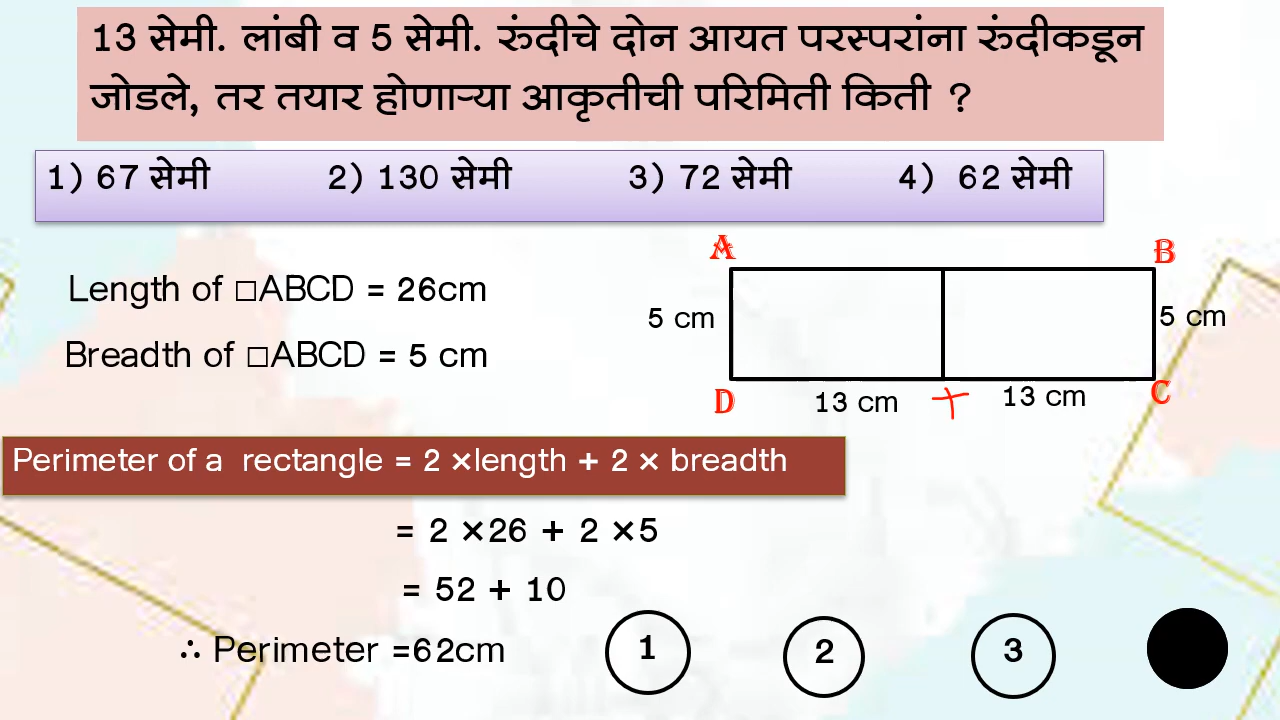 13 सेमी. लांबी व 5 सेमी. रुंदीचे दोन आयत परस्परांना रुंदीकडून
जोडले, तर तयार होणाऱ्या आकृतीची परिमिती किती ?
1) 67 सेमी 2) 130 सेमी 3) 72 सेमी 4) 62 सेमी
A B
Length of □ABCD = 26cm
5 cm 5 cm
Breadth of □ABCD = 5 cm
D 13 cm + 13 cm C
Perimeter of a rectangle = 2 ×length + 2 × breadth
= 2 ×26 + 2 ×5
= 52 + 10
∴ Perimeter =62cm
1 2 3